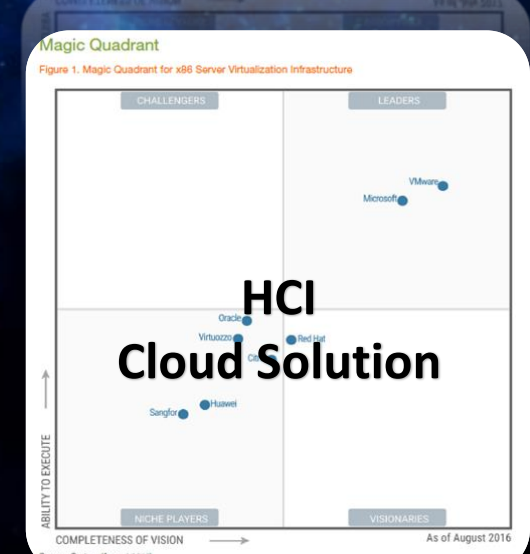 Magic Quadrant
Figure 1. Magic Quadrant for x86 Server Virtualization Infrastructure
CHALLENGERS LEADERS
VMware
Microsoft
HCI
Oracle
Virtuozzo Red Hat
Cloud Solution
Huawei
Sangfor
ABILITY TO EXECUTE
NICHE PLAYERS VISIONARIES
COMPLETENESS OF VISION As of August 2016